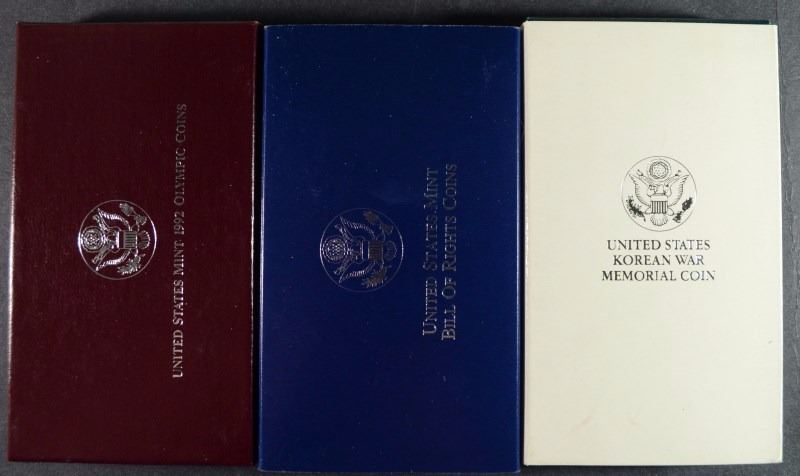 UNITED STATES MINT 1992 OLYMPIC COINS
UNITED STATES MINT
BILL OF RIGHTS COINS
UNITED STATES
KOREAN WAR
MEMORIAL COIN